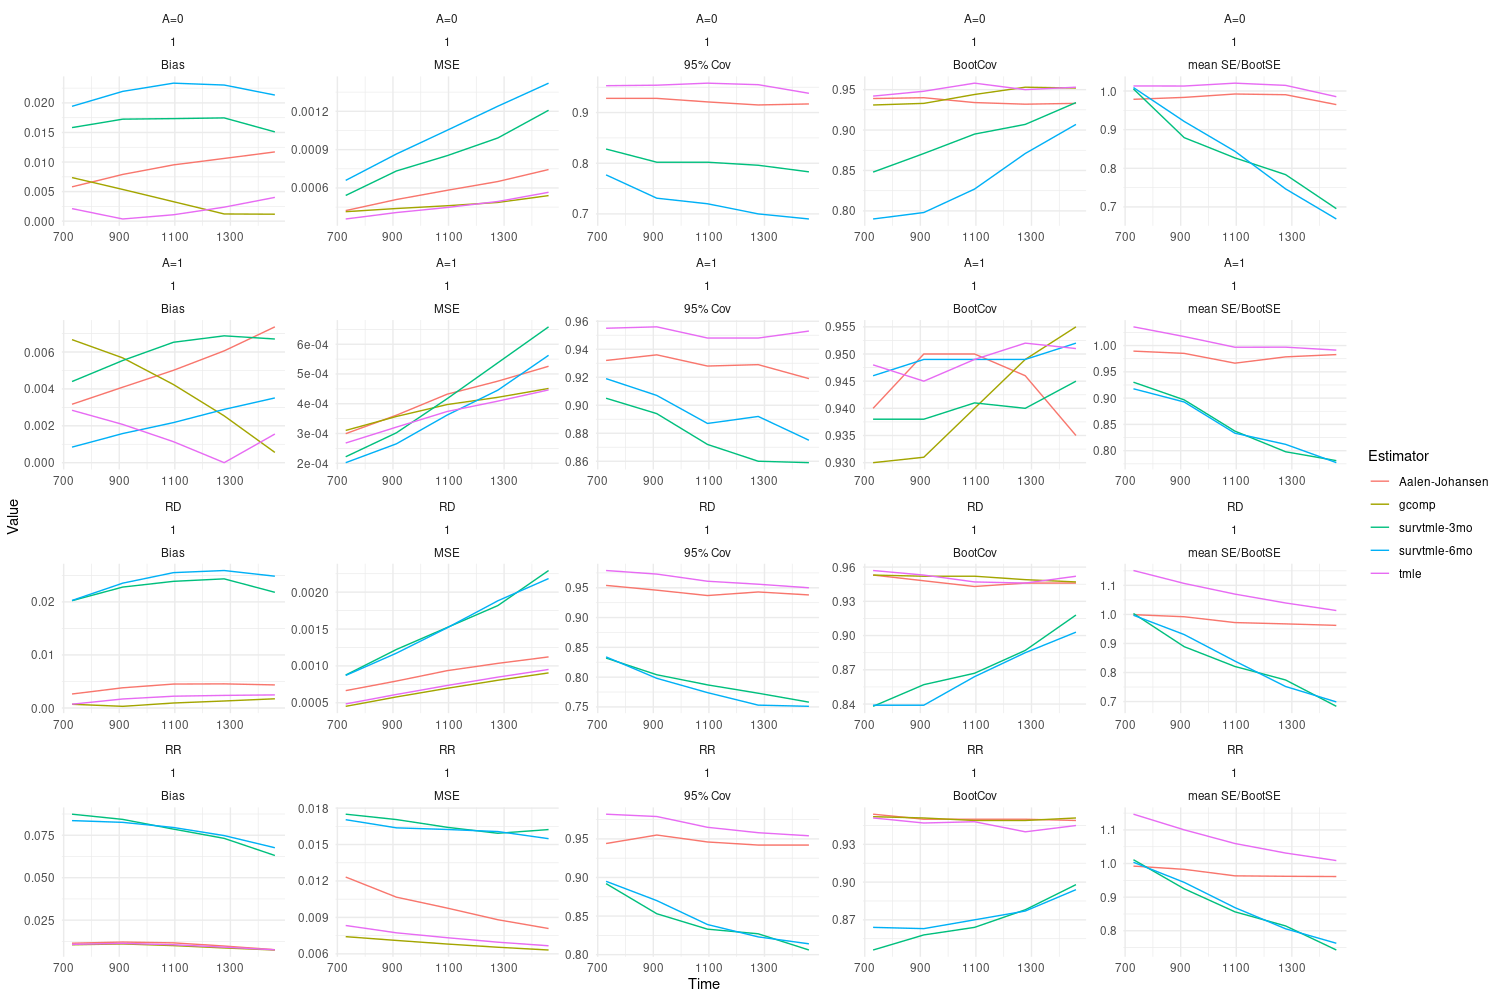 A=0 A=0 A=0 A=0 A=0
1 1 1 1 1
Bias MSE 95% Cov BootCov mean SE/BootSE
0.020
0.015
0.010
0.005
0.000
0.0012
0.0009
0.0006
0.9
0.8
0.7
0.95
0.90
0.85
0.80
1.0
0.9
0.8
0.7
700 900 1100 1300 700 900 1100 1300 700 900 1100 1300 700 900 1100 1300 700 900 1100 1300
A=1 A=1 A=1 A=1 A=1
1 1 1 1 1
Bias MSE 95% Cov BootCov mean SE/BootSE
0.006
0.004
0.002
0.000
6e-04
5e-04
4e-04
3e-04
2e-04
0.96
0.94
0.92
0.90
0.88
0.86
0.955
0.950
0.945
0.940
0.935
0.930
1.00
0.95
0.90
0.85
0.80
700 900 1100 1300 700 900 1100 1300 700 900 1100 1300 700 900 1100 1300 700 900 1100 1300
RD RD RD RD RD
1 1 1 1 1
Bias MSE 95% Cov BootCov mean SE/BootSE
0.02
0.01
0.00
0.0020
0.0015
0.0010
0.0005
0.95
0.90
0.85
0.80
0.75
0.96
0.93
0.90
0.87
0.84
1.1
1.0
0.9
0.8
0.7
700 900 1100 1300 700 900 1100 1300 700 900 1100 1300 700 900 1100 1300 700 900 1100 1300
RR RR RR RR RR
1 1 1 1 1
Bias MSE 95% Cov BootCov mean SE/BootSE
0.075
0.050
0.025
0.018
0.015
0.012
0.009
0.006
0.95
0.90
0.85
0.80
0.93
0.90
0.87
1.1
1.0
0.9
0.8
700 900 1100 1300 700 900 1100 1300 700 900 1100 1300 700 900 1100 1300 700 900 1100 1300
Time
Value
Estimator
Aalen-Johansen
gcomp
survtmle-3mo
survtmle-6mo
tmle